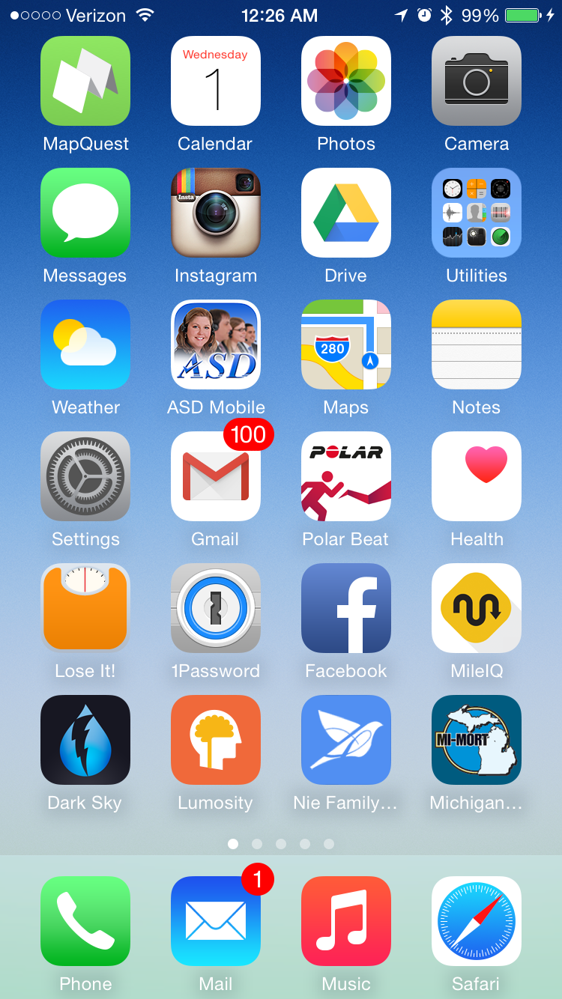 Verizon 12:26 AM 99%
Wednesday
1
MapQuest Calendar Photos Camera
Insta
Messages Instagram Drive Utilities
ASD
280
Weather ASD Mobile Maps Notes
100
POLAR
Settings Gmail Polar Beat Health
Lose It! 1Password Facebook MileIQ
MI-MORT
Dark Sky Lumosity Nie Family... Michigan...
1
Phone Mail Music Safari